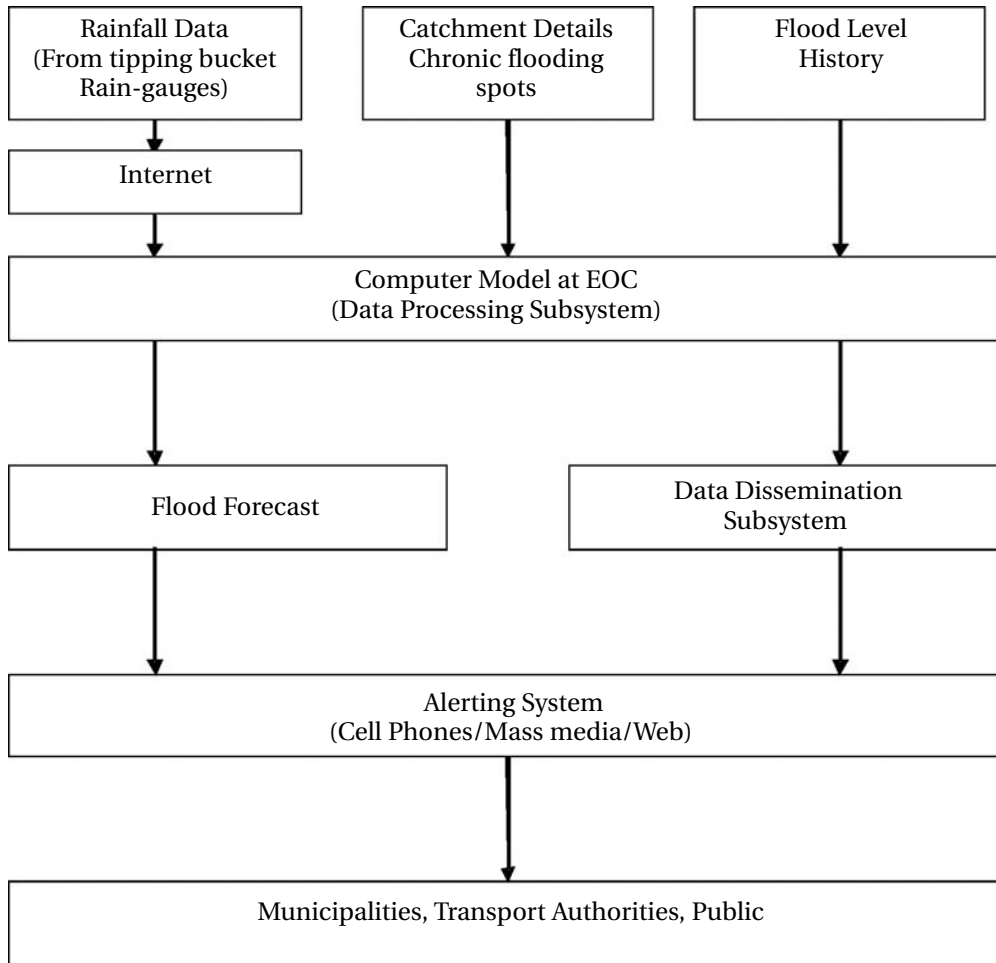 Rainfall Data
(From tipping bucket
Rain-gauges)
Catchment Details
Chronic flooding
spots
Flood Level
History
Internet
Computer Model at EOC
(Data Processing Subsystem)
Flood Forecast
Data Dissemination
Subsystem
Alerting System
(Cell Phones/Mass media/Web)
Municipalities, Transport Authorities, Public